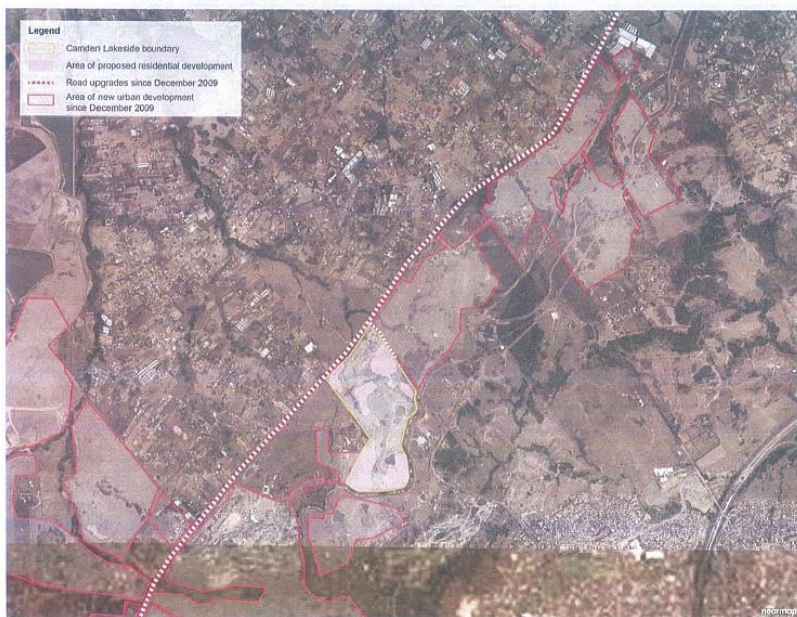 Legend
Camden Lakeside boundary
Area of proposed residential development
Road upgrades since December 2009
Area of new urban development
since December 2009
nearmap